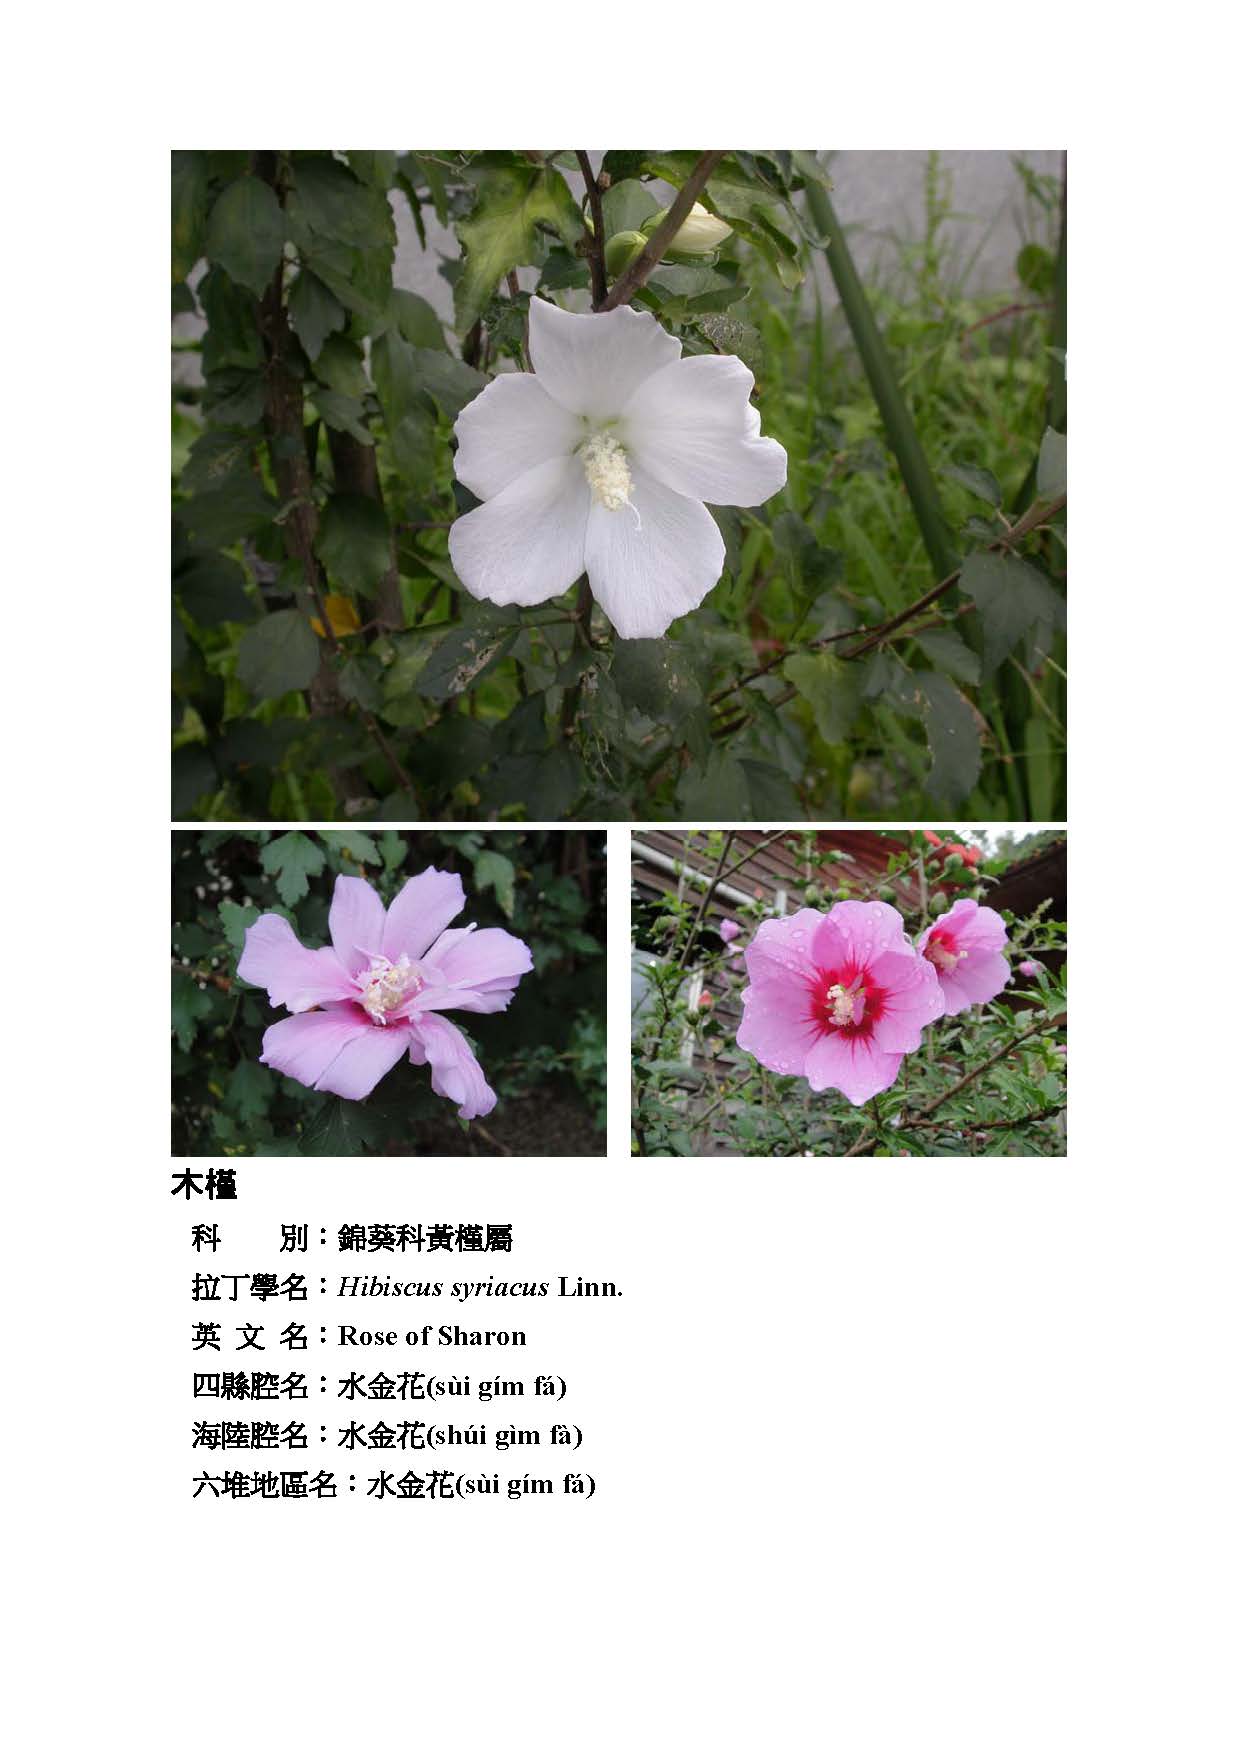 木槿
科　　別：錦葵科黃槿屬
拉丁學名：Hibiscus syriacus Linn.
英 文 名：Rose of Sharon
四縣腔名：水金花(sùi gím fá)
海陸腔名：水金花(shúi gìm fà)
六堆地區名：水金花(sùi gím fá)